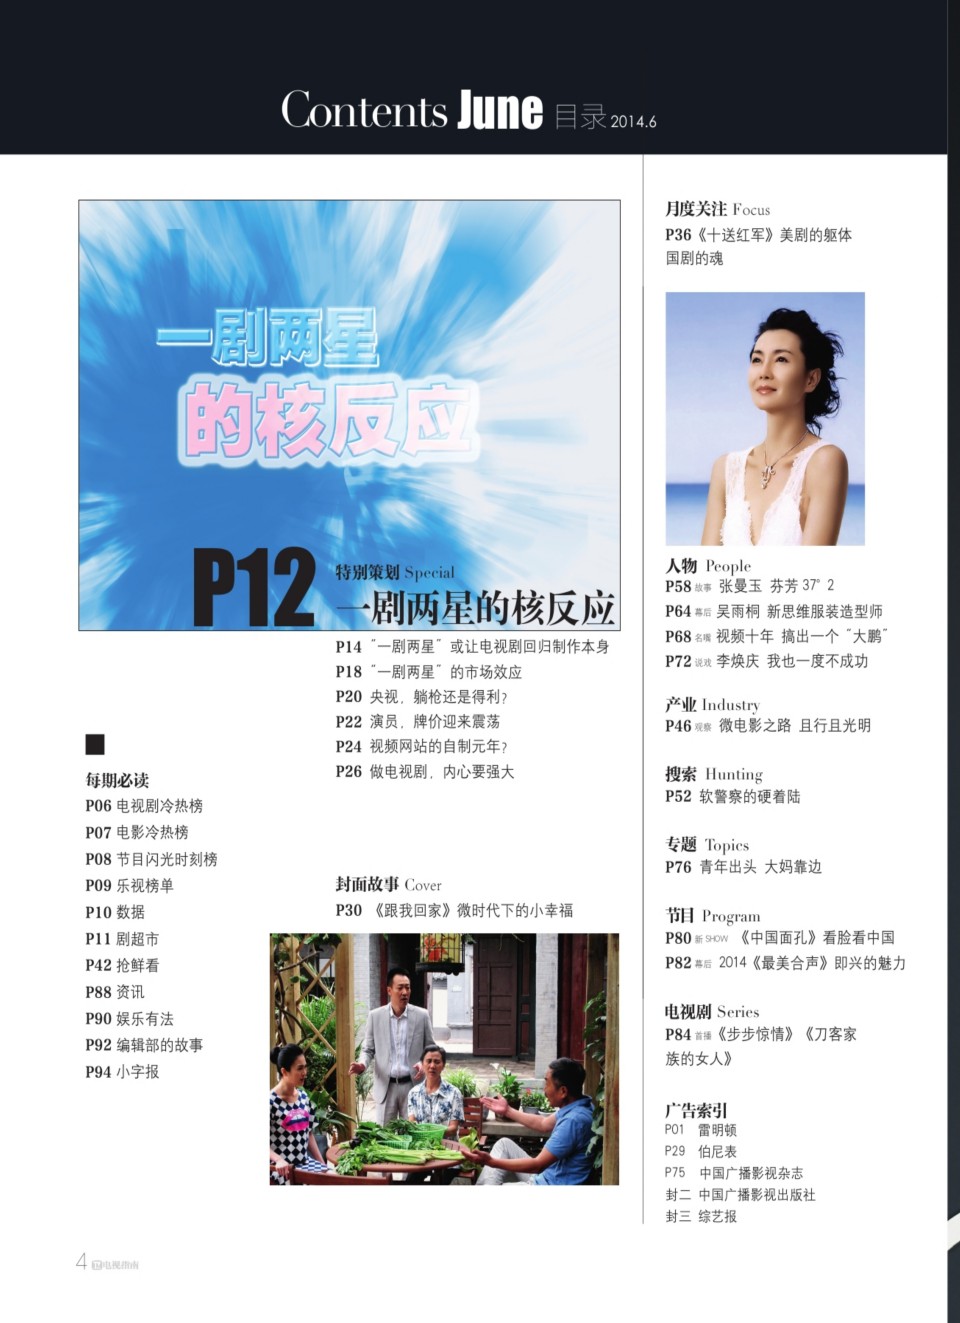 Contents June 目录 2014.6
一剧两星
的核反应
P12
特别策划 Special
一剧两星的核反应
P14 “一剧两星” 或让电视剧回归制作本身
P18 “一剧两星” 的市场效应
P20 央视，躺枪还是得利？
P22 演员，牌价迎来震荡
P24 视频网站的自制元年？
P26 做电视剧，内心要强大
每期必读
P06 电视剧冷热榜
P07 电影冷热榜
P08 节目闪光时刻榜
P09 乐视榜单
P10 数据
P11 剧超市
P42 抢鲜看
P88 资讯
P90 娱乐有法
P92 编辑部的故事
P94 小字报
封面故事 Cover
P30 《跟我回家》微时代下的小幸福
月度关注 Focus
P36《十送红军》美剧的躯体
国剧的魂
人物 People
P58 故事 张曼玉 芬芳 37° 2
P64 幕后 吴雨桐 新思维服装造型师
P68 名嘴 视频十年 搞出一个 “大鹏”
P72 说戏 李焕庆 我也一度不成功
产业 Industry
P46 观察 微电影之路 且行且光明
搜索 Hunting
P52 软警察的硬着陆
专题 Topics
P76 青年出头 大妈靠边
节目 Program
P80 新 SHOW 《中国面孔》看脸看中国
P82 幕后 2014《最美合声》即兴的魅力
电视剧 Series
P84 首播《步步惊情》《刀客家
族的女人》
广告索引
P01 雷明顿
P29 伯尼表
P75 中国广播影视杂志
封二 中国广播影视出版社
封三 综艺报
4 电视指南